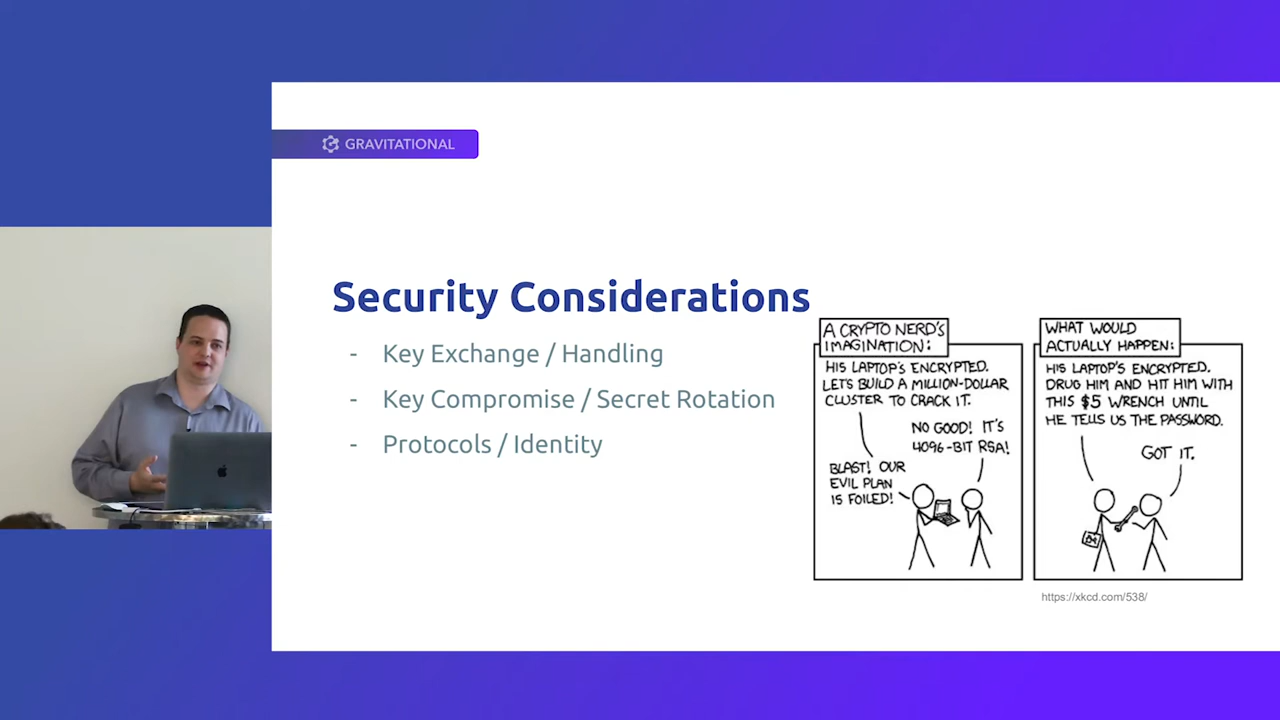 GRAVITATIONAL
Security Considerations
- Key Exchange / Handling
- Key Compromise / Secret Rotation
- Protocols / Identity
A CRYPTO NERD'S
IMAGINATION:
HIS LAPTOP'S ENCRYPTED.
LET'S BUILD A MILLION-DOLLAR
CLUSTER TO CRACK IT.
NO GOOD! IT'S
4096-BIT RSA!
BLAST! OUR
EVIL PLAN
IS FOILED!
WHAT WOULD
ACTUALLY HAPPEN:
HIS LAPTOP'S ENCRYPTED.
DRUG HIM AND HIT HIM WITH
THIS $5 WRENCH UNTIL
HE TELLS US THE PASSWORD.
GOT IT.
https://xkcd.com/538/